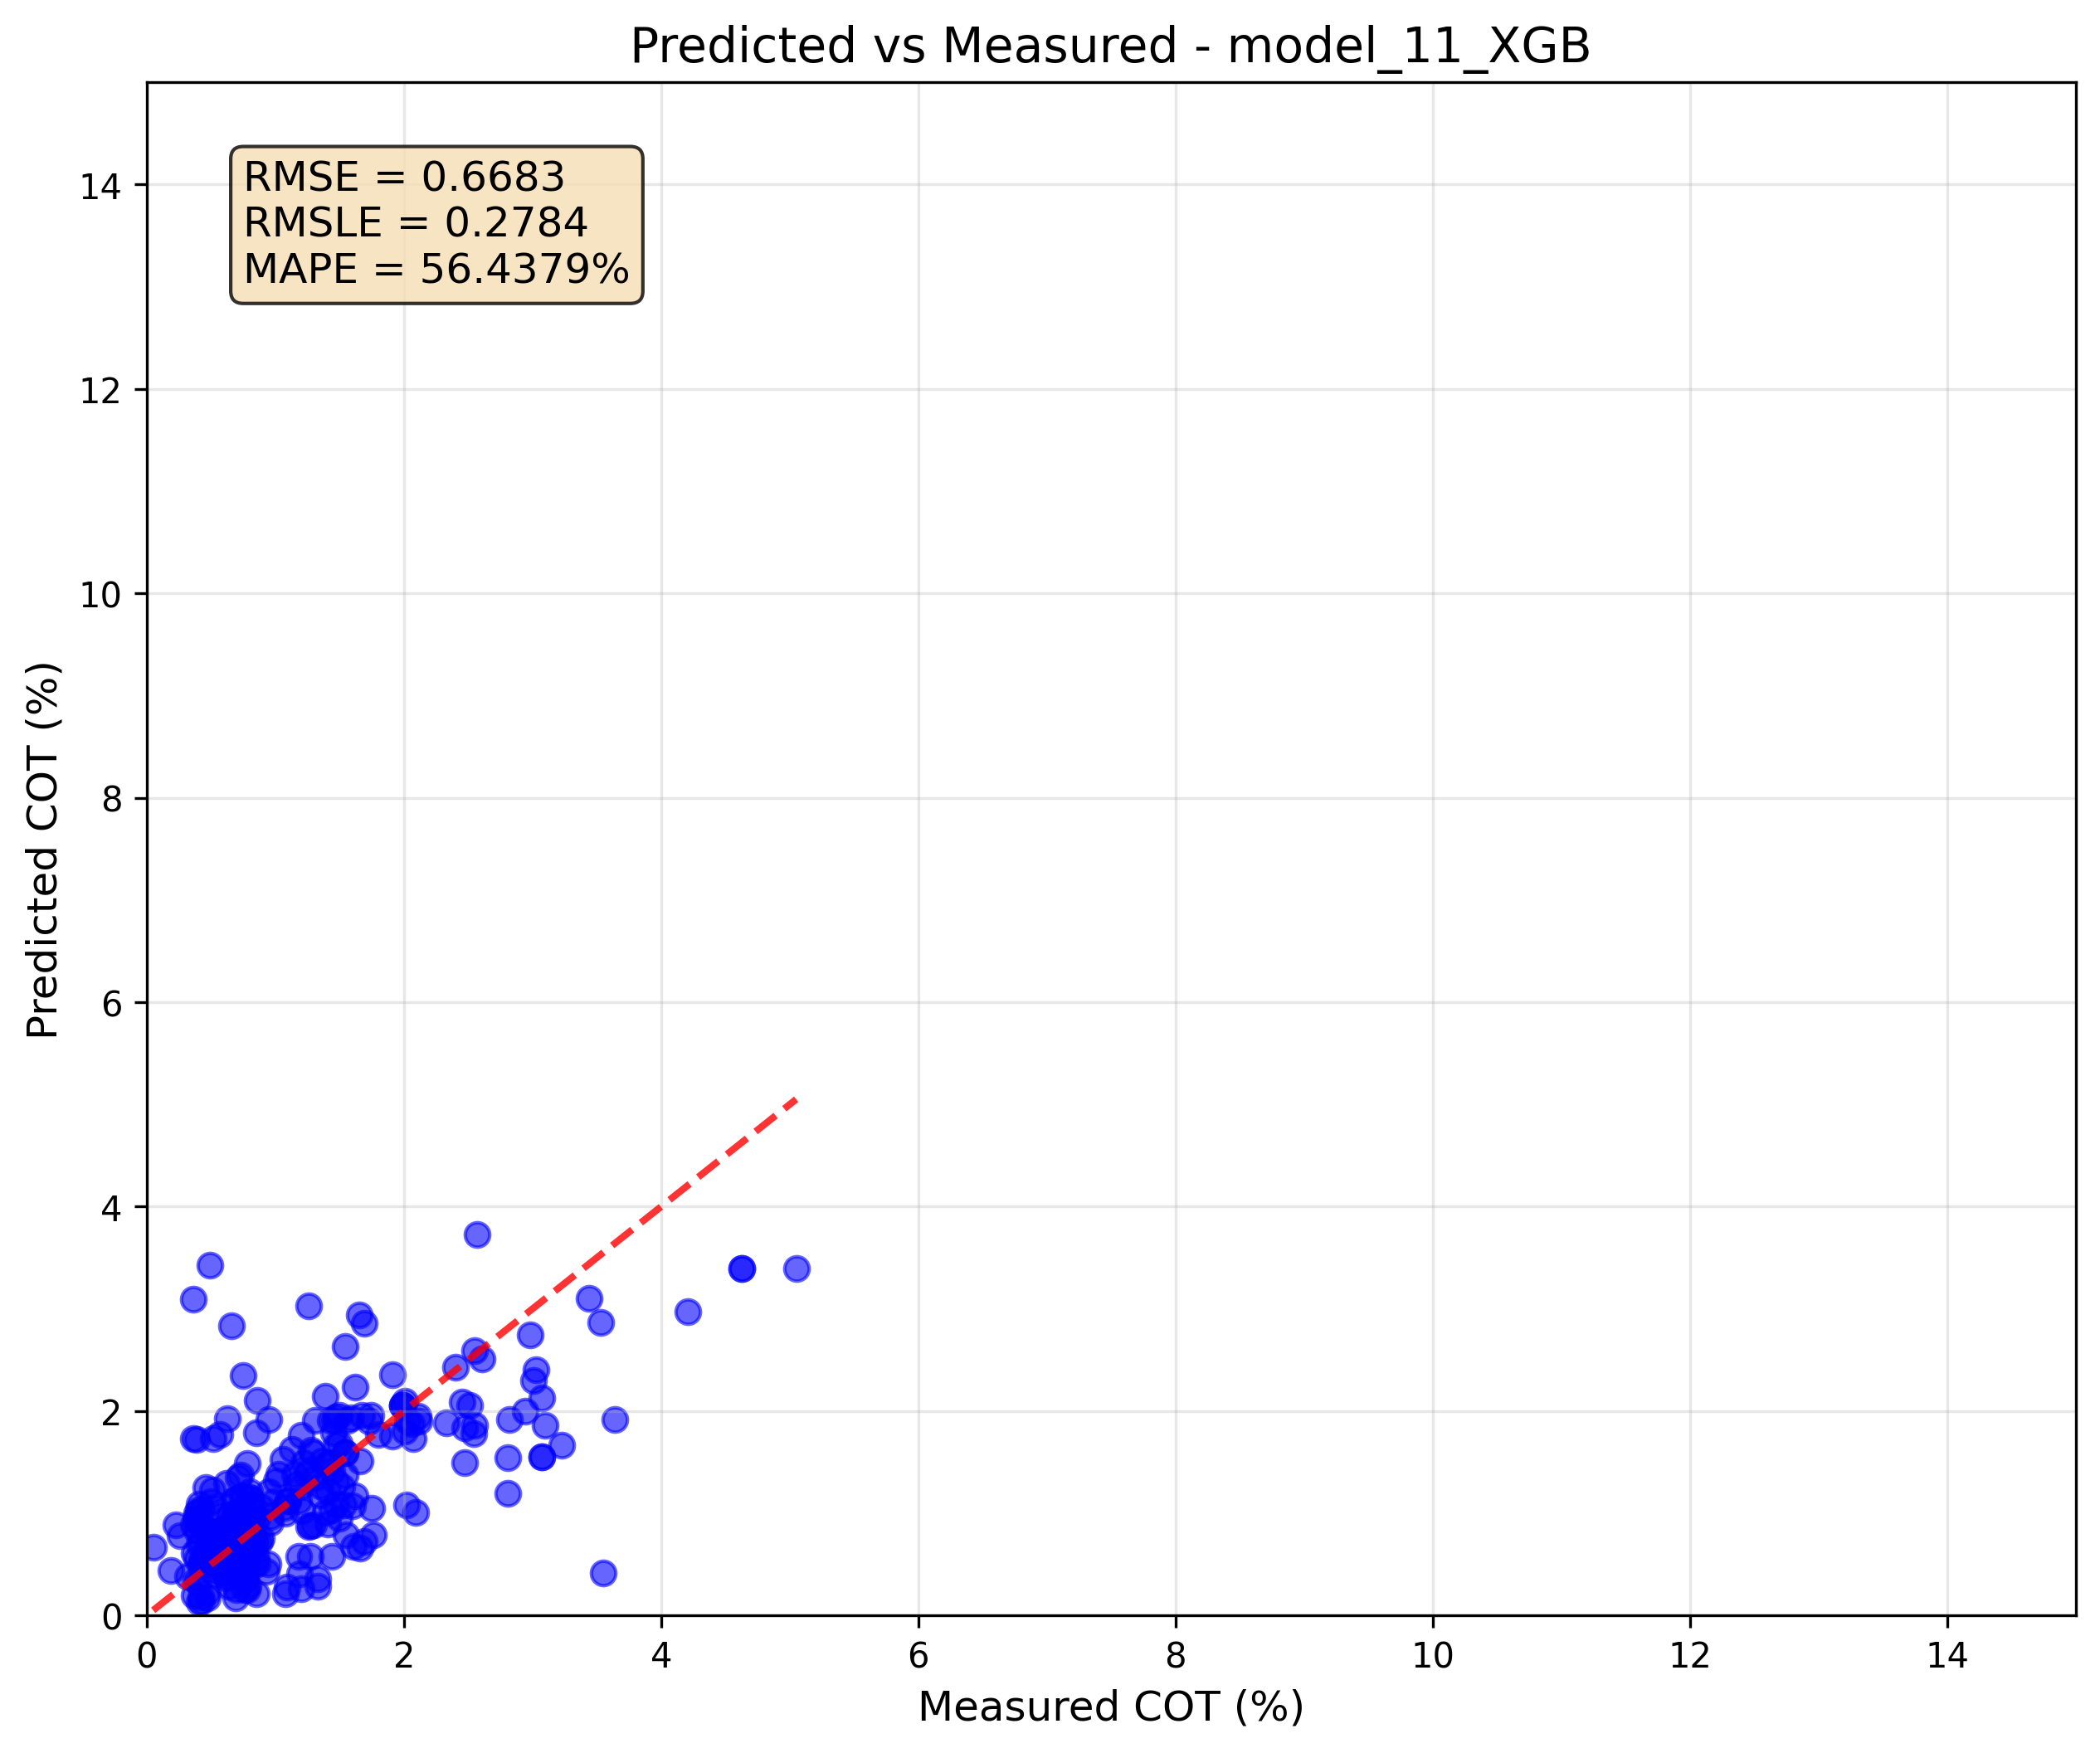 Predicted vs Measured - model_11_XGB
RMSE = 0.6683
RMSLE = 0.2784
MAPE = 56.4379%
Predicted COT (%)
14
12
10
8
6
4
2
0
0 2 4 6 8 10 12 14
Measured COT (%)